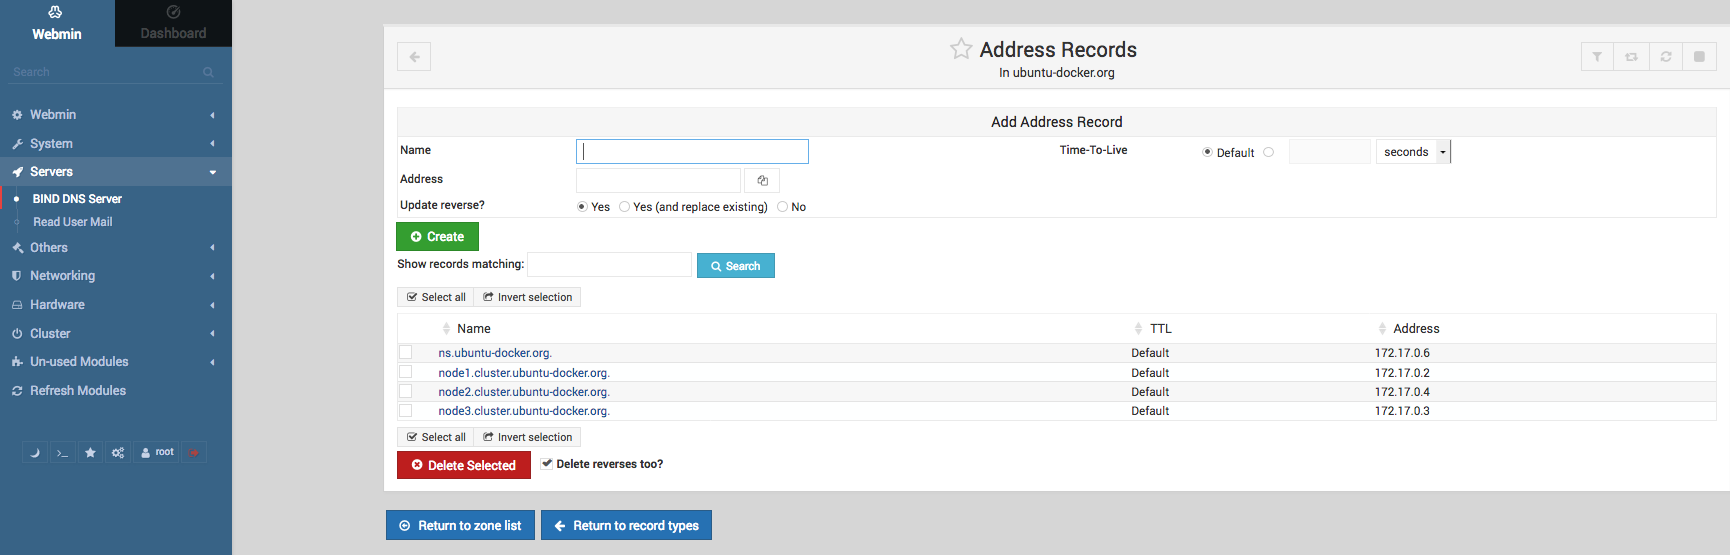 Webmin
Dashboard
Search
Webmin
System
Servers
BIND DNS Server
Read User Mail
Others
Networking
Hardware
Cluster
Un-used Modules
Refresh Modules
>_ root
Address Records
In ubuntu-docker.org
Add Address Record
Name Time-To-Live Default seconds
Address
Update reverse? Yes Yes (and replace existing) No
Create
Show records matching: Search
Select all Invert selection
Name TTL Address
ns.ubuntu-docker.org. Default 172.17.0.6
node1.cluster.ubuntu-docker.org. Default 172.17.0.2
node2.cluster.ubuntu-docker.org. Default 172.17.0.4
node3.cluster.ubuntu-docker.org. Default 172.17.0.3
Select all Invert selection
Delete Selected Delete reverses too?
Return to zone list Return to record types